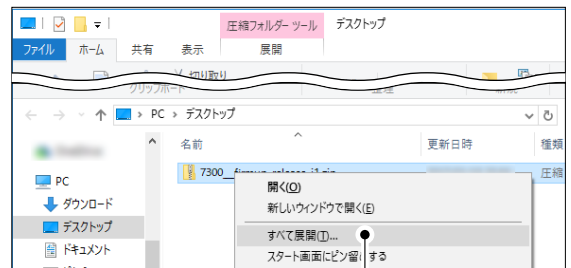 圧縮フォルダー ツール デスクトップ
ファイル ホーム 共有 表示 展開
切り取り
クリップボード
← → ↑ > PC > デスクトップ
名前 更新日時 種類
PC
7300__firmup_release_i1.zip 圧縮
ダウンロード
デスクトップ
ドキュメント
開く(O)
新しいウィンドウで開く(E)
すべて展開(T)...
スタート画面にピン留めする